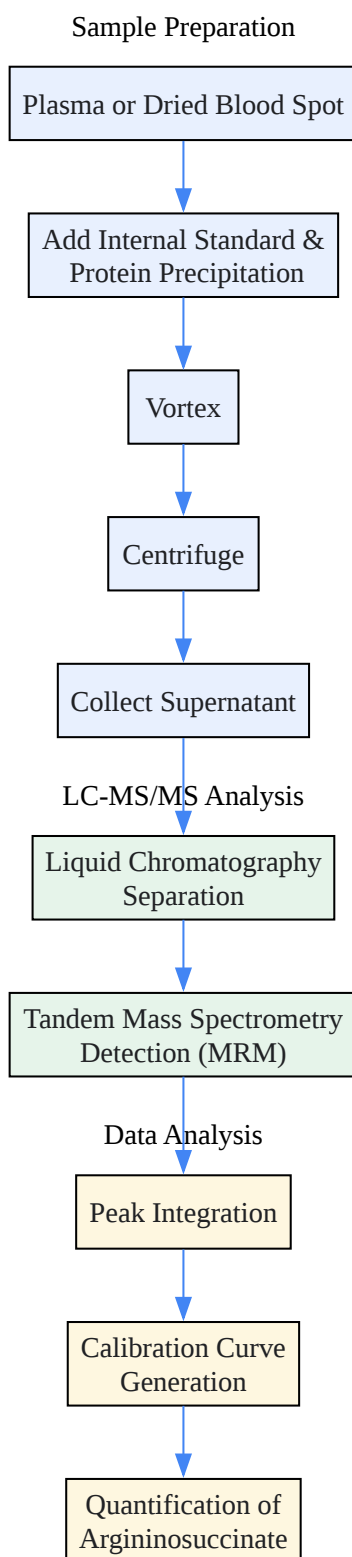 Sample Preparation
Plasma or Dried Blood Spot
Add Internal Standard &
Protein Precipitation
Vortex
Centrifuge
Collect Supernatant
LC-MS/MS Analysis
Liquid Chromatography
Separation
Tandem Mass Spectrometry
Detection (MRM)
Data Analysis
Peak Integration
Calibration Curve
Generation
Quantification of
Argininosuccinate